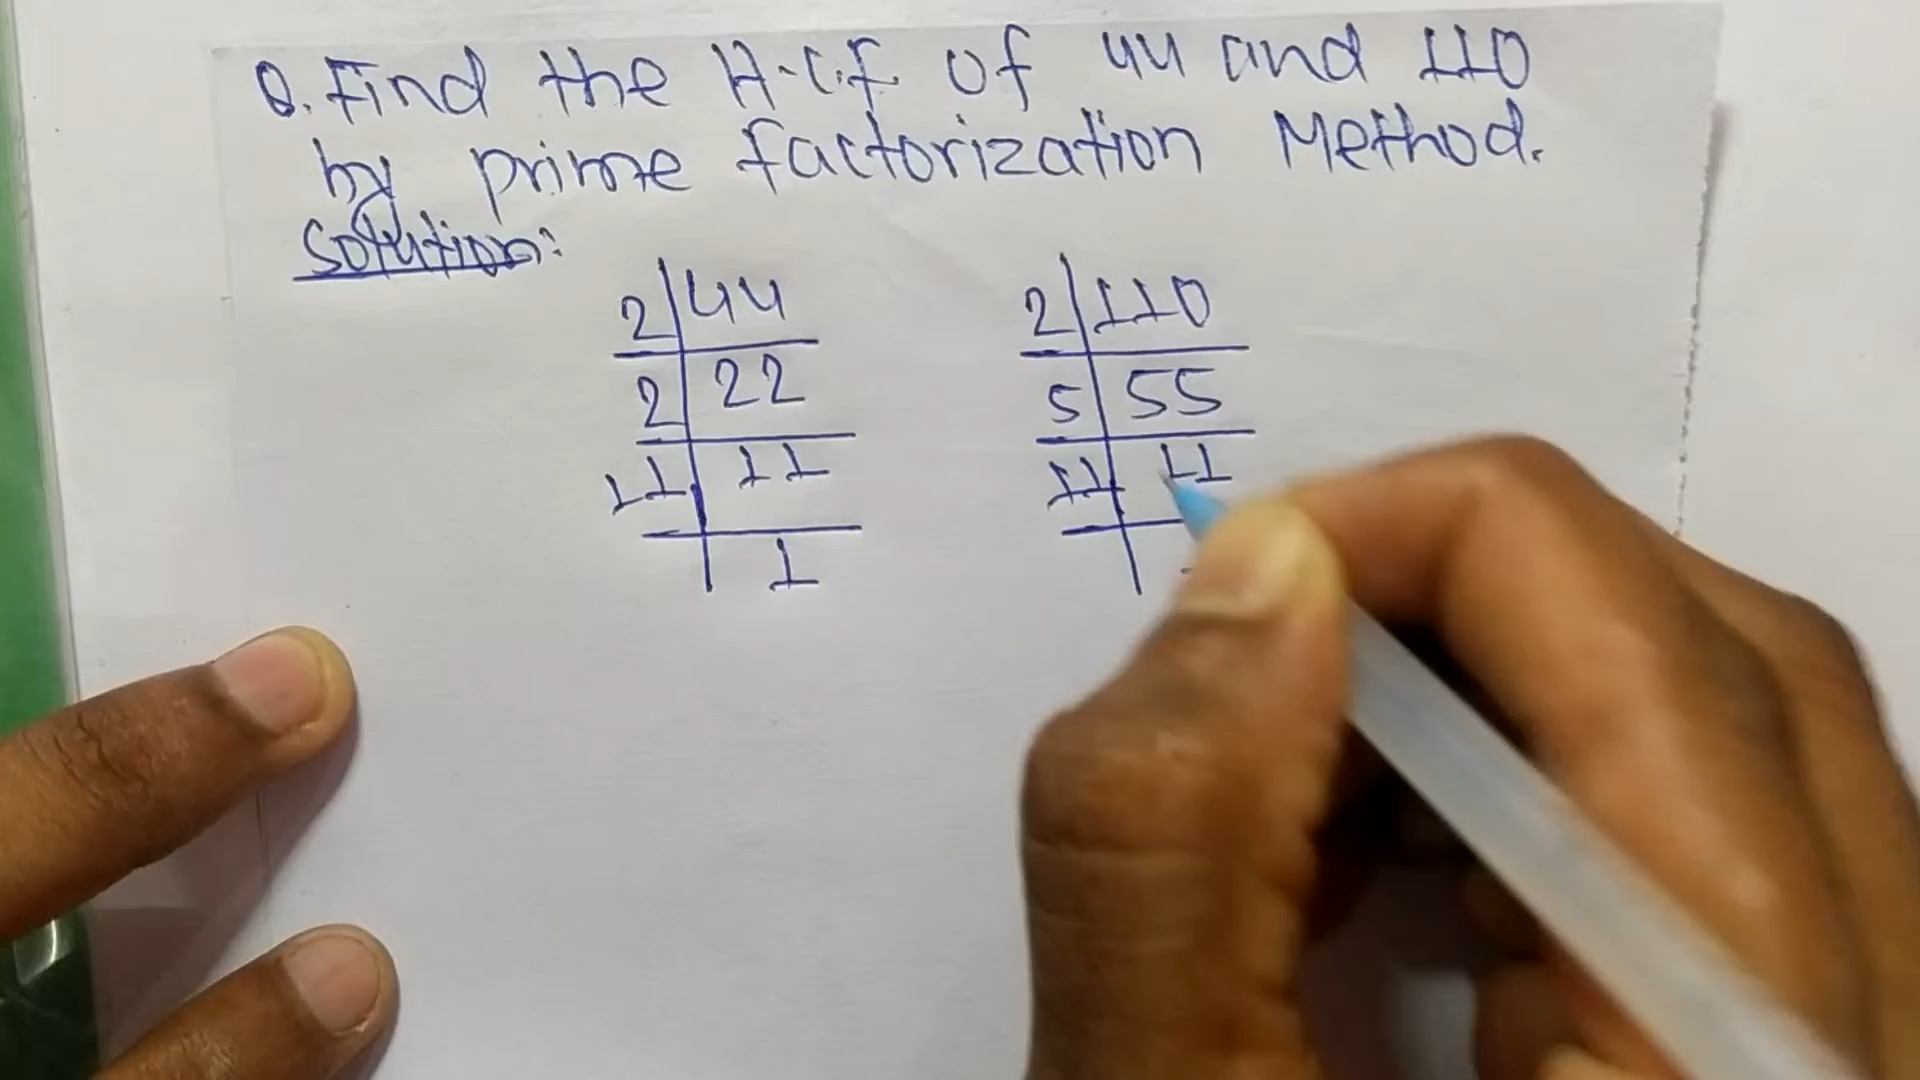 Q. Find the H.C.F. of 44 and 110
by prime factorization Method.
Solution:
2 44 2 110
2 22 5 55
11 11 11 11
1